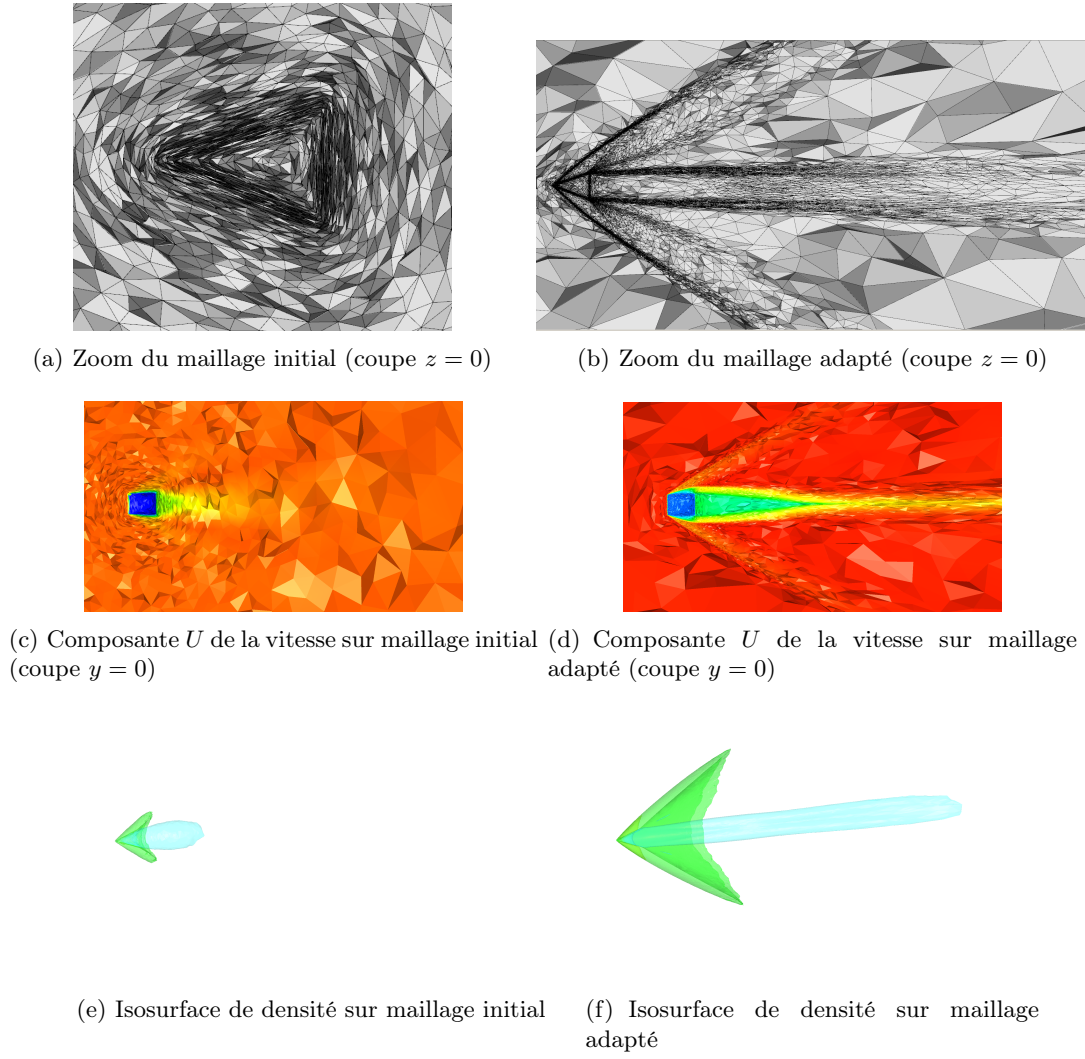 (a) Zoom du maillage initial (coupe z = 0)
(b) Zoom du maillage adapté (coupe z = 0)
(c) Composante U de la vitesse sur maillage initial
(coupe y = 0)
(d) Composante U de la vitesse sur maillage
adapté (coupe y = 0)
(e) Isosurface de densité sur maillage initial
(f) Isosurface de densité sur maillage
adapté